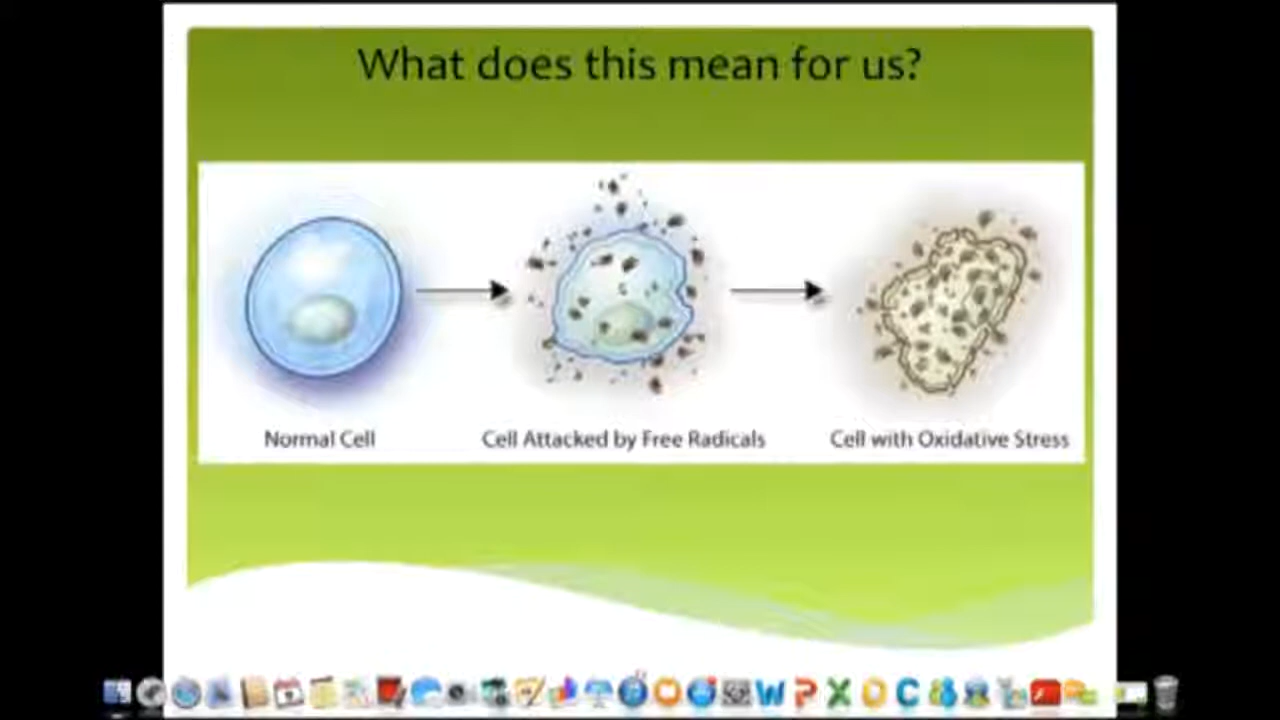 What does this mean for us?
Normal Cell
Cell Attacked by Free Radicals
Cell with Oxidative Stress